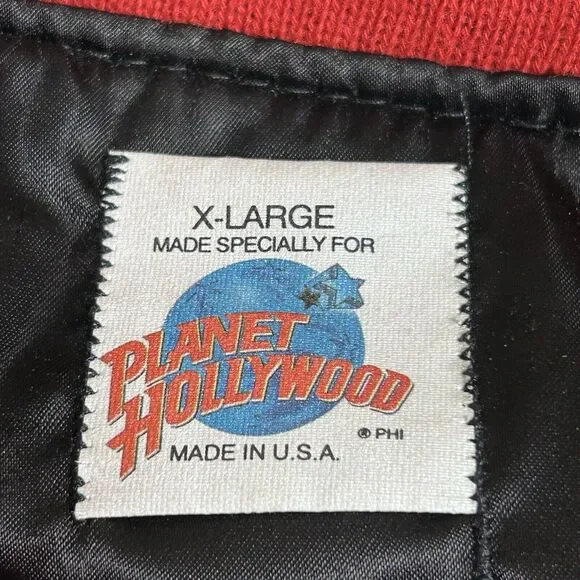 X-LARGE
MADE SPECIALLY FOR
PLANET
HOLLYWOOD
® PHI
MADE IN U.S.A.